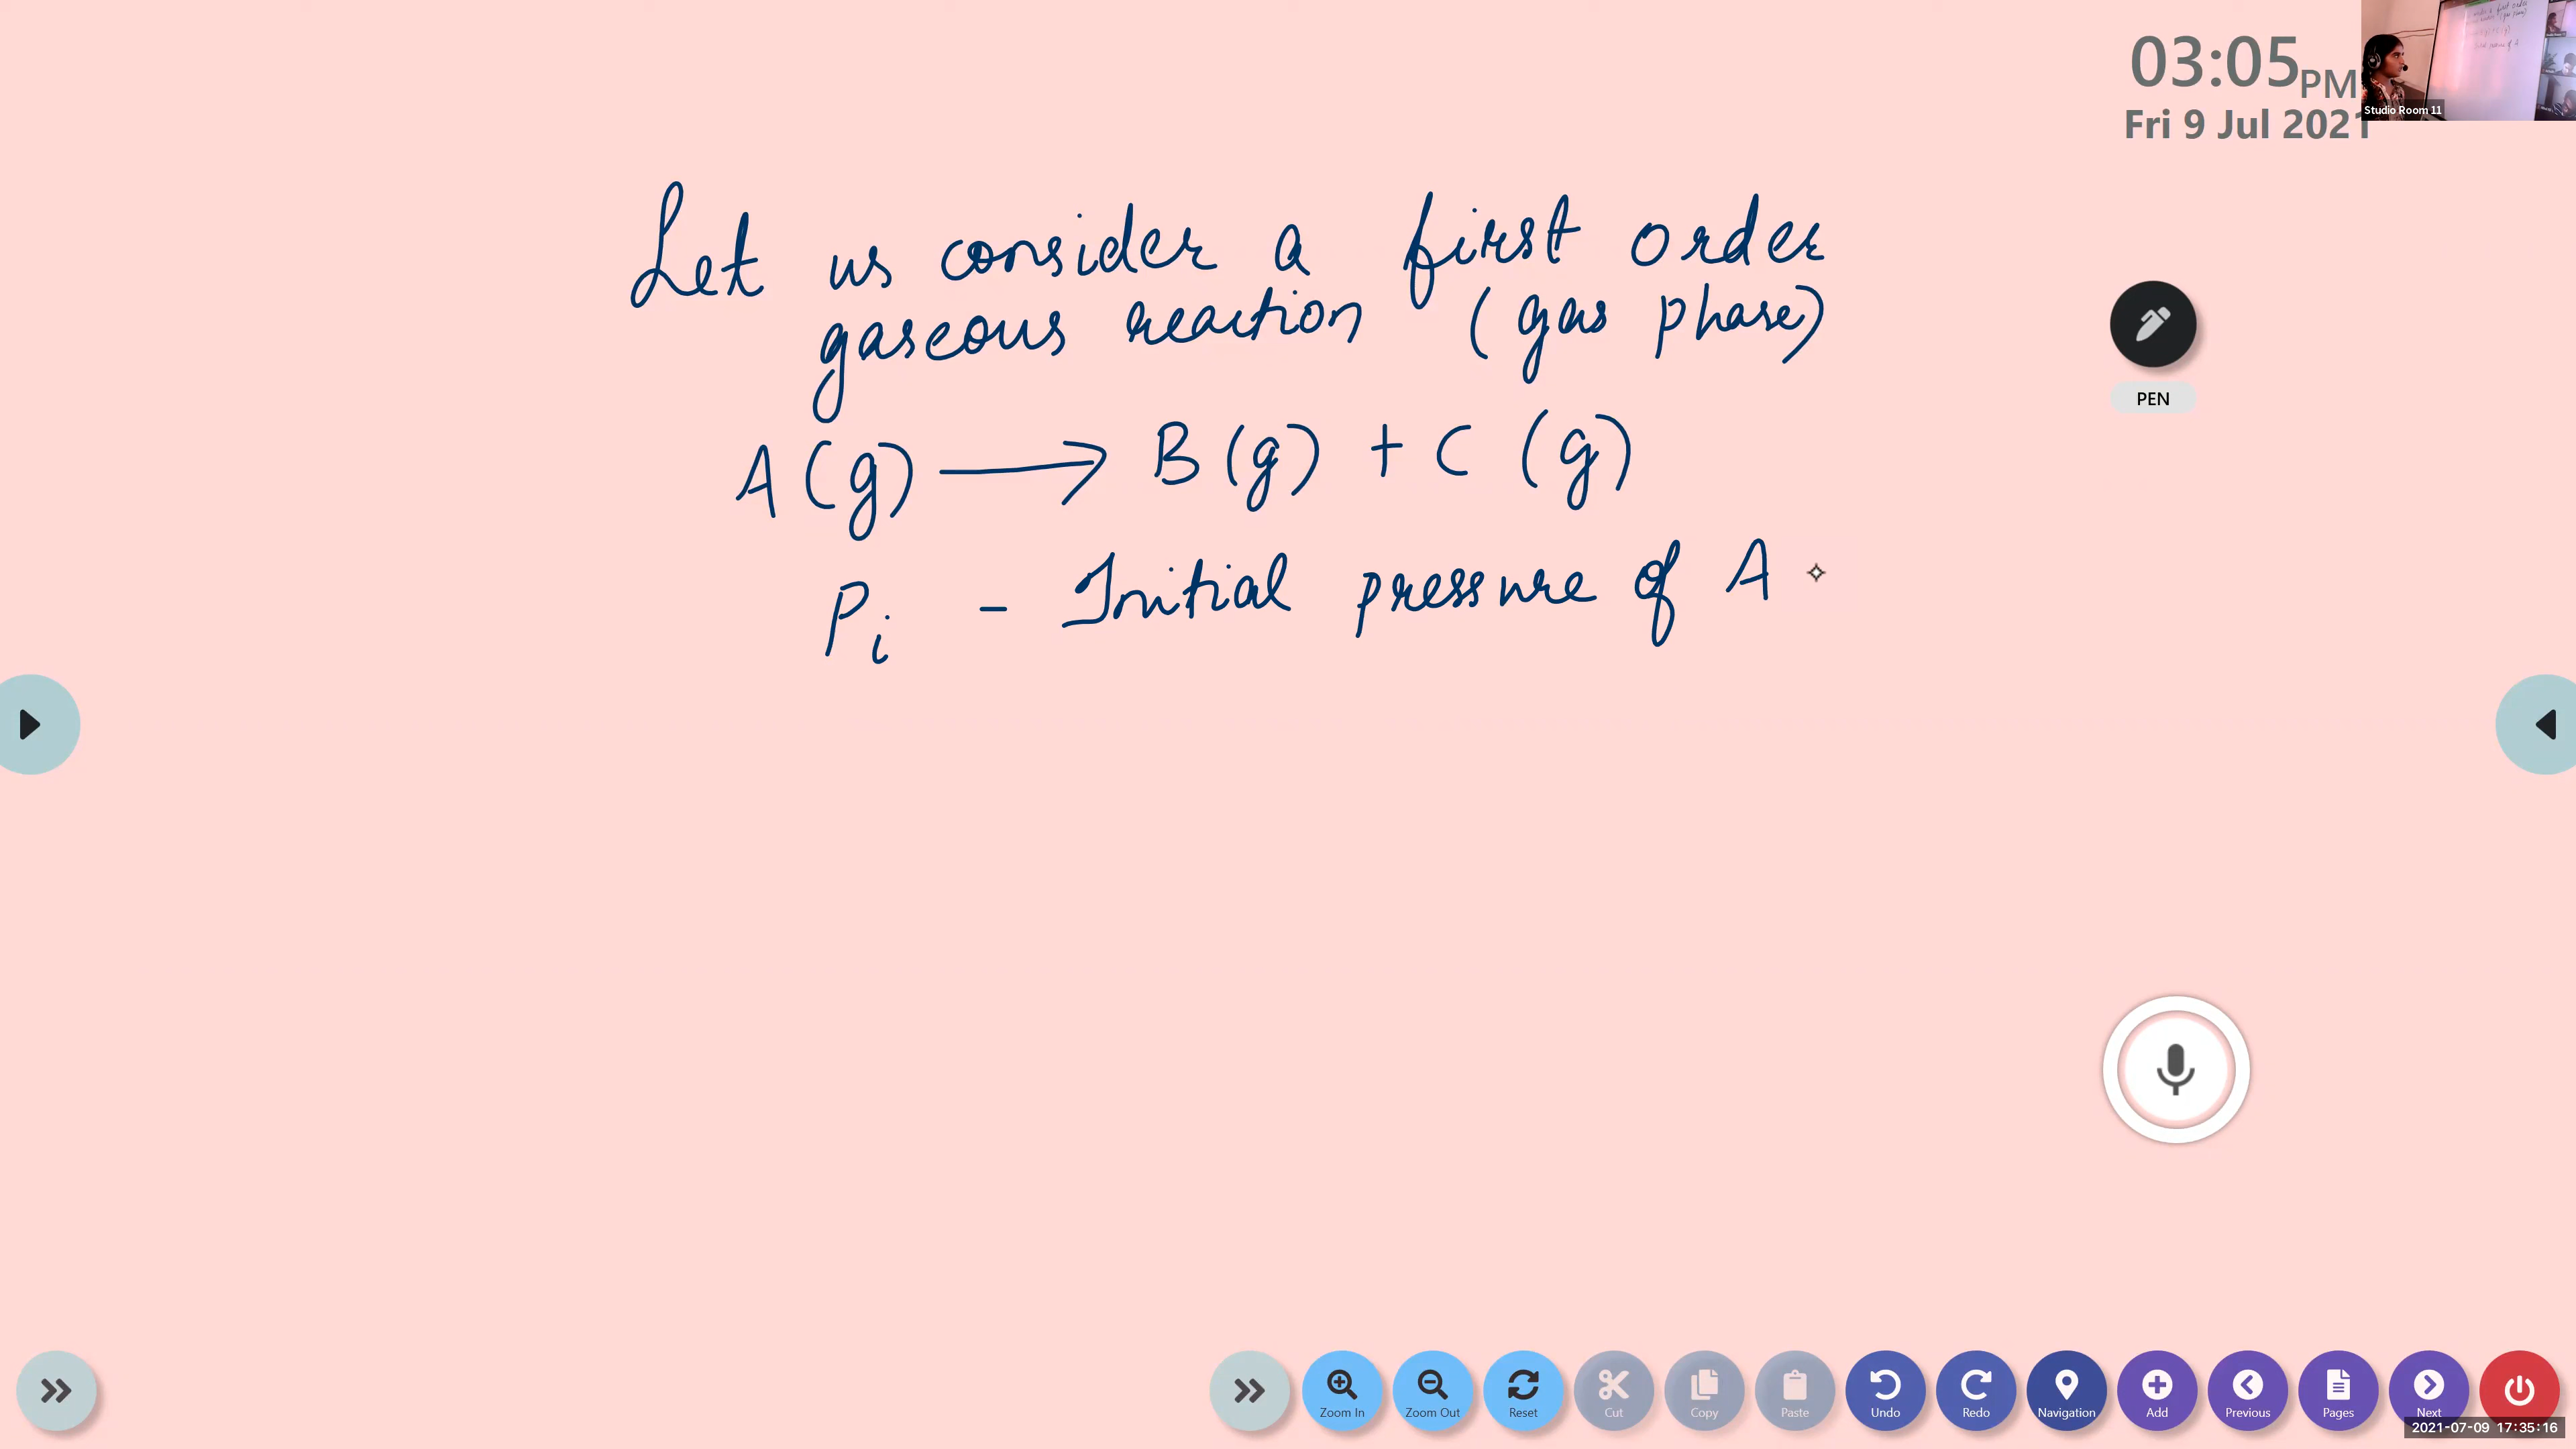 03:05 PM
Fri 9 Jul 2021
Studio Room 11
Let us consider a first order
gaseous reaction (gas phase)
A(g) ⟶ B(g) + C (g)
Pi - Initial pressure of A
PEN
Zoom In
Zoom Out
Reset
Cut
Copy
Paste
Undo
Redo
Navigation
Add
Previous
Pages
Next
2021-07-09 17:35:16